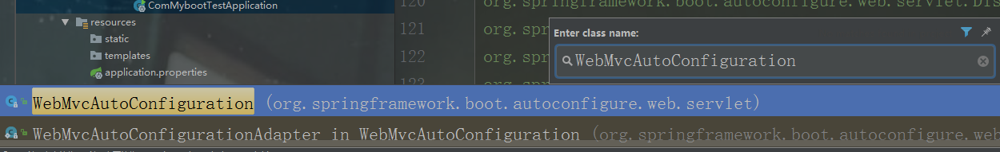 ComMybootTestApplication
resources
static
templates
application.properties
120
121
122
org.springframework.boot.autoconfigure.web.servlet.Dis
org.spr
org.spr
Enter class name:
WebMvcAutoConfiguration
WebMvcAutoConfiguration (org.springframework.boot.autoconfigure.web.servlet)
WebMvcAutoConfigurationAdapter in WebMvcAutoConfiguration (org.springframework.boot.autoconfigure.web